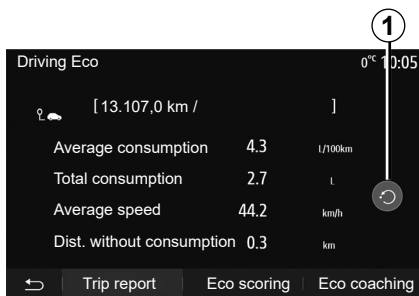 1
Driving Eco 0°C 10:05
[ 13.107,0 km / ]
Average consumption 4.3 L/100km
Total consumption 2.7 L
Average speed 44.2 km/h
Dist. without consumption 0.3 km
Trip report Eco scoring Eco coaching